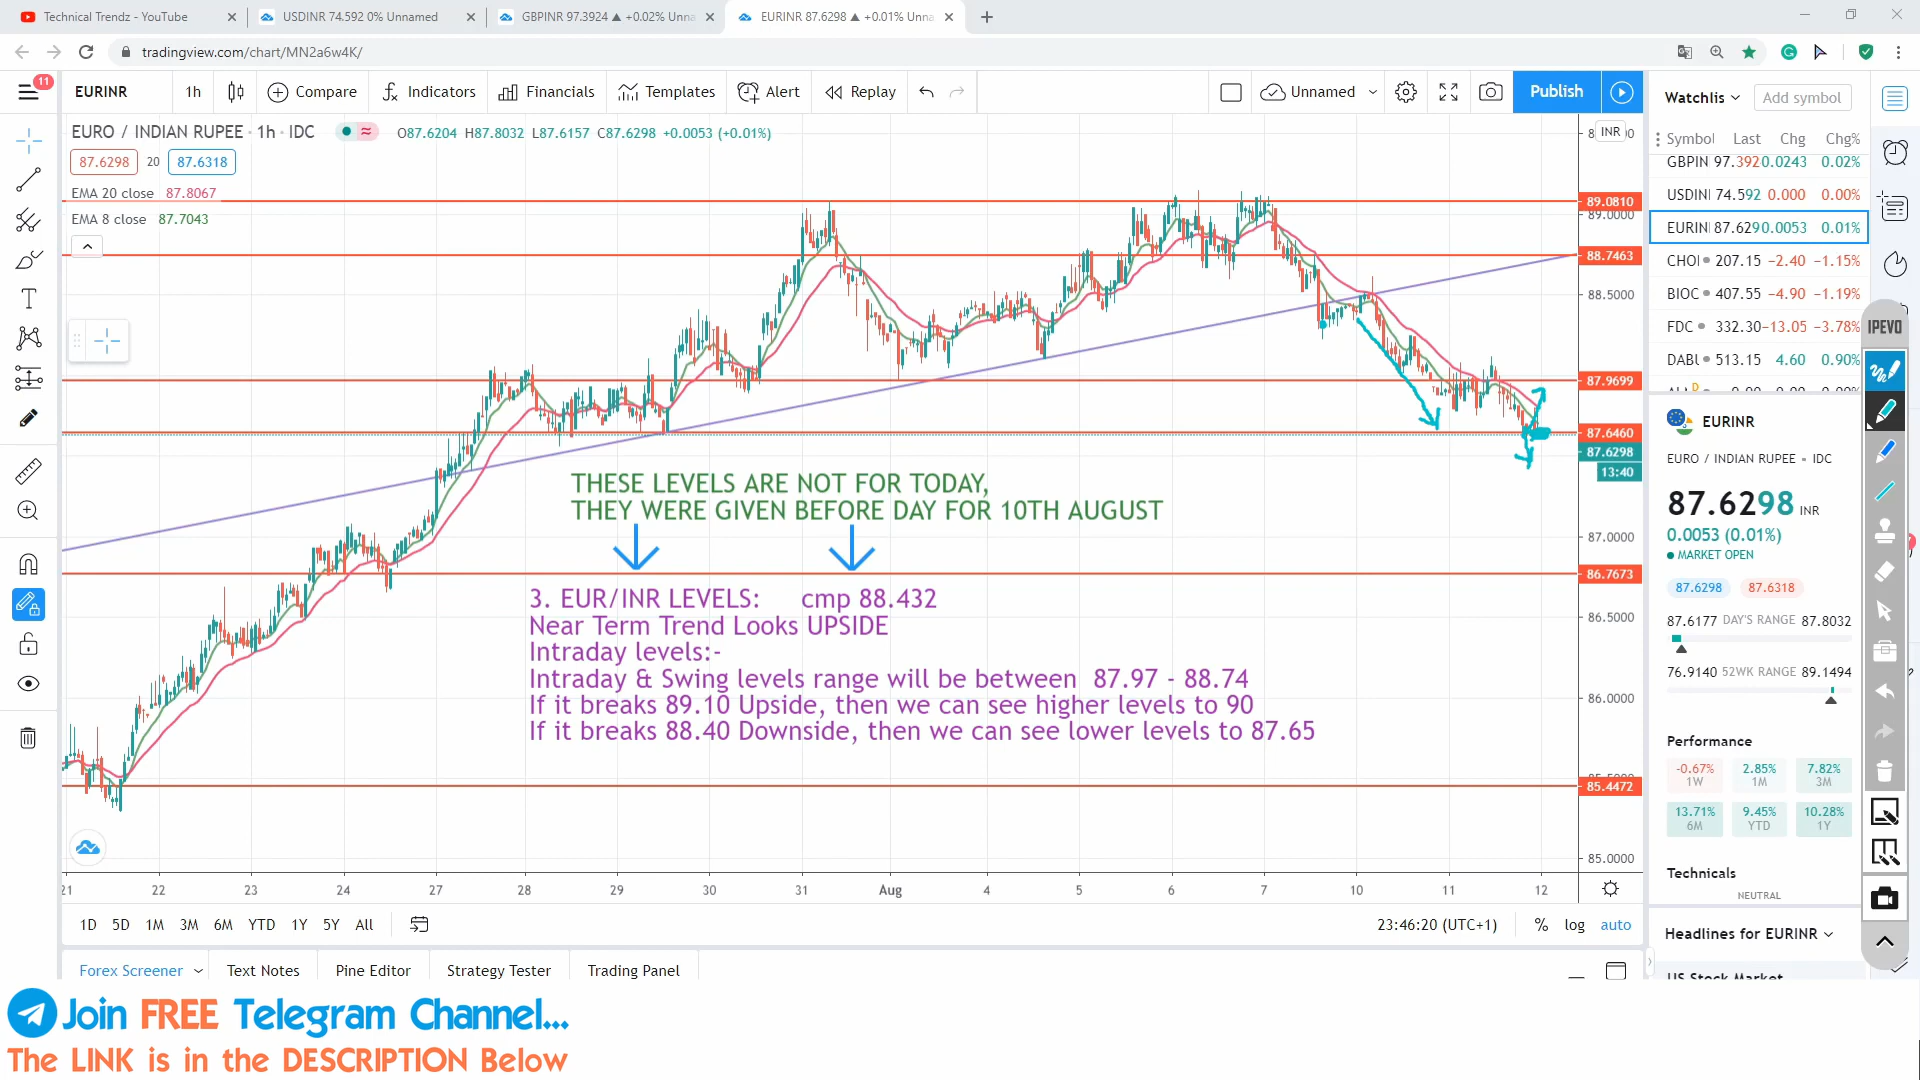 Technical Trendz - YouTube
USDINR 74.592 0% Unnamed
GBPINR 97.3924 ▲ +0.02% Unna
EURINR 87.6298 ▲ +0.01% Unna
tradingview.com/chart/MN2a6w4K/
11
EURINR 1h Compare Indicators Financials Templates Alert Replay Unnamed Publish
EURO / INDIAN RUPEE · 1h · IDC O87.6204 H87.8032 L87.6157 C87.6298 +0.0053 (+0.01%)
87.6298 20 87.6318
EMA 20 close 87.8067
EMA 8 close 87.7043
INR
89.0810
89.0000
88.7463
88.5000
87.9699
87.6460
87.6298
13:40
87.0000
86.7673
86.5000
86.0000
85.4472
85.0000
THESE LEVELS ARE NOT FOR TODAY,
THEY WERE GIVEN BEFORE DAY FOR 10TH AUGUST
3. EUR/INR LEVELS: cmp 88.432
Near Term Trend Looks UPSIDE
Intraday levels:-
Intraday & Swing levels range will be between 87.97 - 88.74
If it breaks 89.10 Upside, then we can see higher levels to 90
If it breaks 88.40 Downside, then we can see lower levels to 87.65
21 22 23 24 27 28 29 30 31 Aug 4 5 6 7 10 11 12
1D 5D 1M 3M 6M YTD 1Y 5Y All 23:46:20 (UTC+1) % log auto
Forex Screener Text Notes Pine Editor Strategy Tester Trading Panel
Watchlis Add symbol
Symbol Last Chg Chg%
GBPIN 97.392 0.0243 0.02%
USDINI 74.592 0.000 0.00%
EURINI 87.629 0.0053 0.01%
CHOI 207.15 −2.40 −1.15%
BIOC 407.55 −4.90 −1.19%
FDC 332.30 −13.05 −3.78%
DABL 513.15 4.60 0.90%
IPEVO
EURINR
EURO / INDIAN RUPEE • IDC
87.6298 INR
0.0053 (0.01%)
MARKET OPEN
87.6298 87.6318
87.6177 DAY'S RANGE 87.8032
76.9140 52WK RANGE 89.1494
Performance
-0.67% 2.85% 7.82%
1W 1M 3M
13.71% 9.45% 10.28%
6M YTD 1Y
Technicals
NEUTRAL
Headlines for EURINR
US Stock Market
Join FREE Telegram Channel...
The LINK is in the DESCRIPTION Below